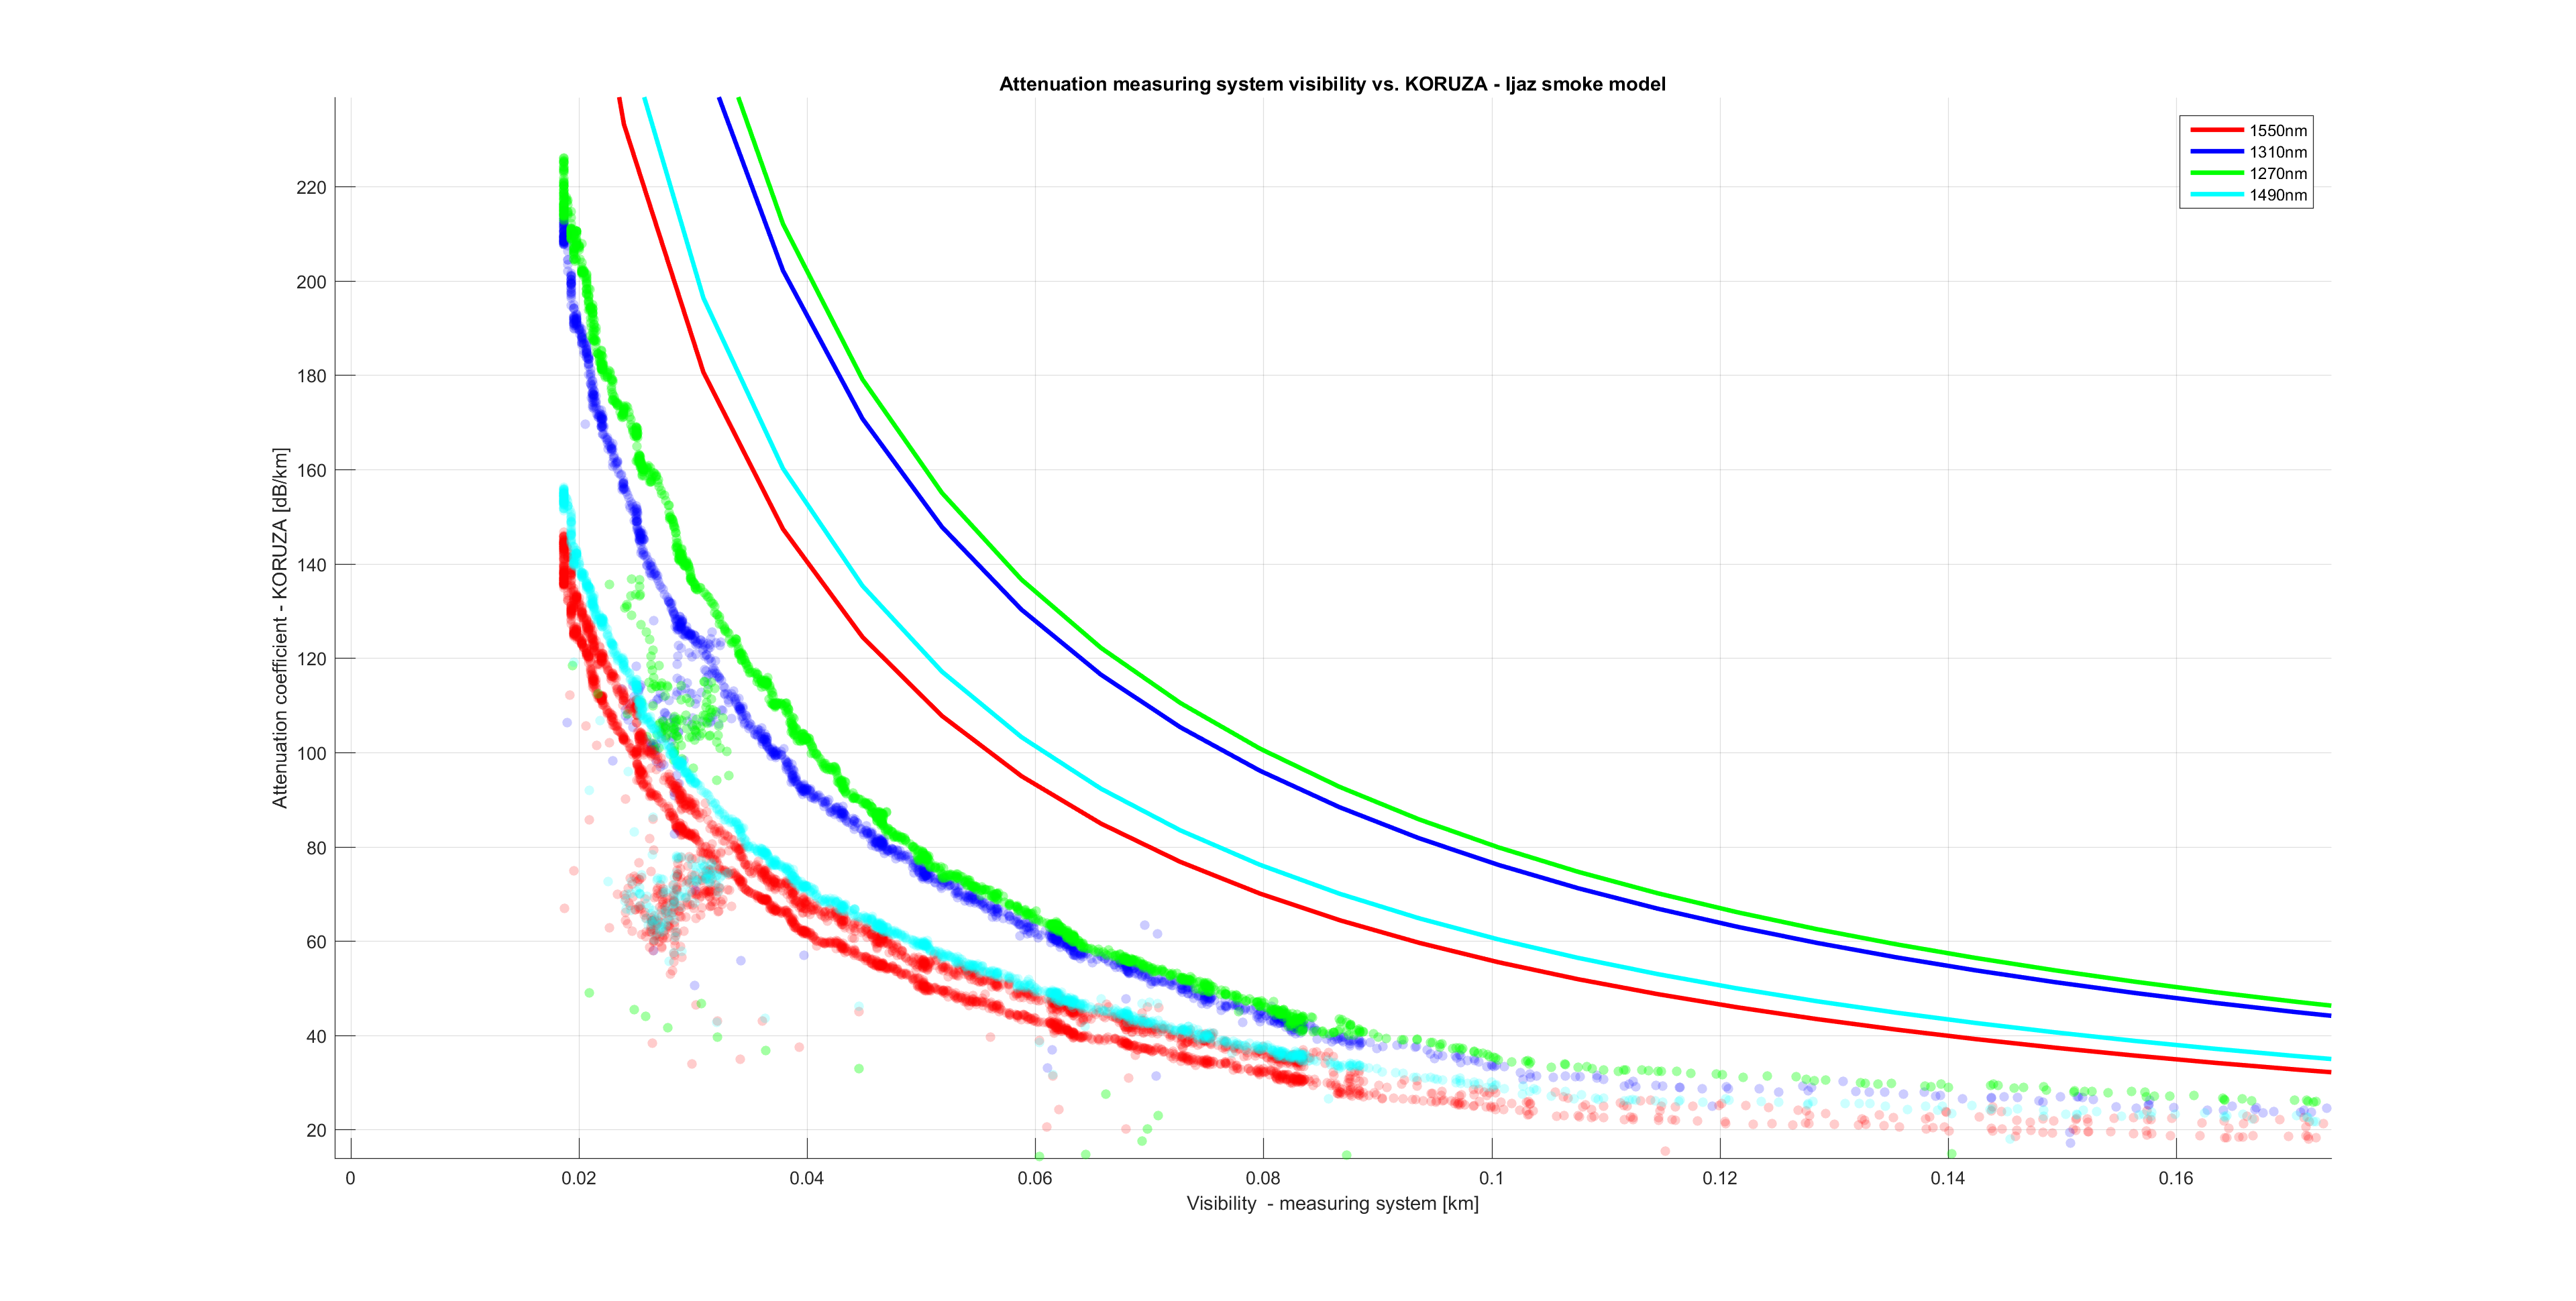 Attenuation measuring system visibility vs. KORUZA - Ijaz smoke model
1550nm
1310nm
1270nm
1490nm
Attenuation coefficient - KORUZA [dB/km]
220
200
180
160
140
120
100
80
60
40
20
0 0.02 0.04 0.06 0.08 0.1 0.12 0.14 0.16
Visibility - measuring system [km]